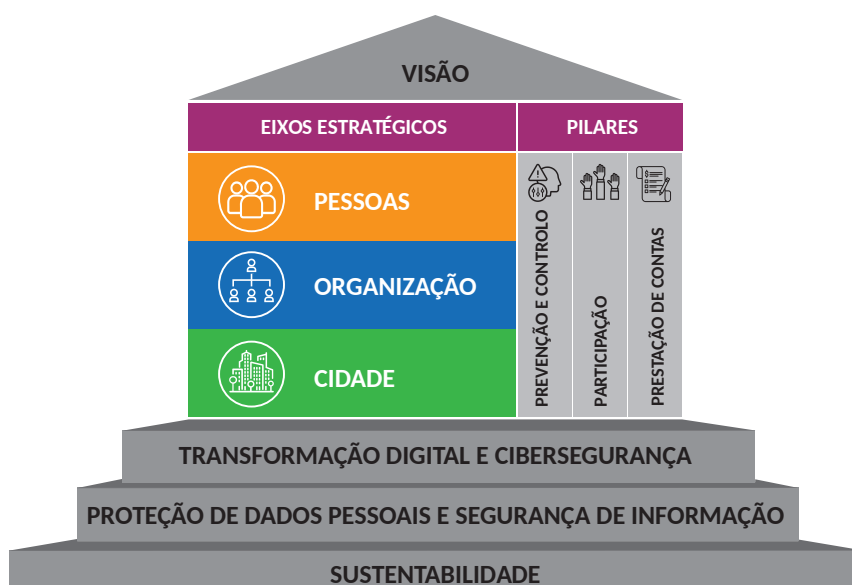 VISÃO
EIXOS ESTRATÉGICOS
PILARES
PESSOAS
ORGANIZAÇÃO
CIDADE
PREVENÇÃO E CONTROLO
PARTICIPAÇÃO
PRESTAÇÃO DE CONTAS
TRANSFORMAÇÃO DIGITAL E CIBERSEGURANÇA
PROTEÇÃO DE DADOS PESSOAIS E SEGURANÇA DE INFORMAÇÃO
SUSTENTABILIDADE